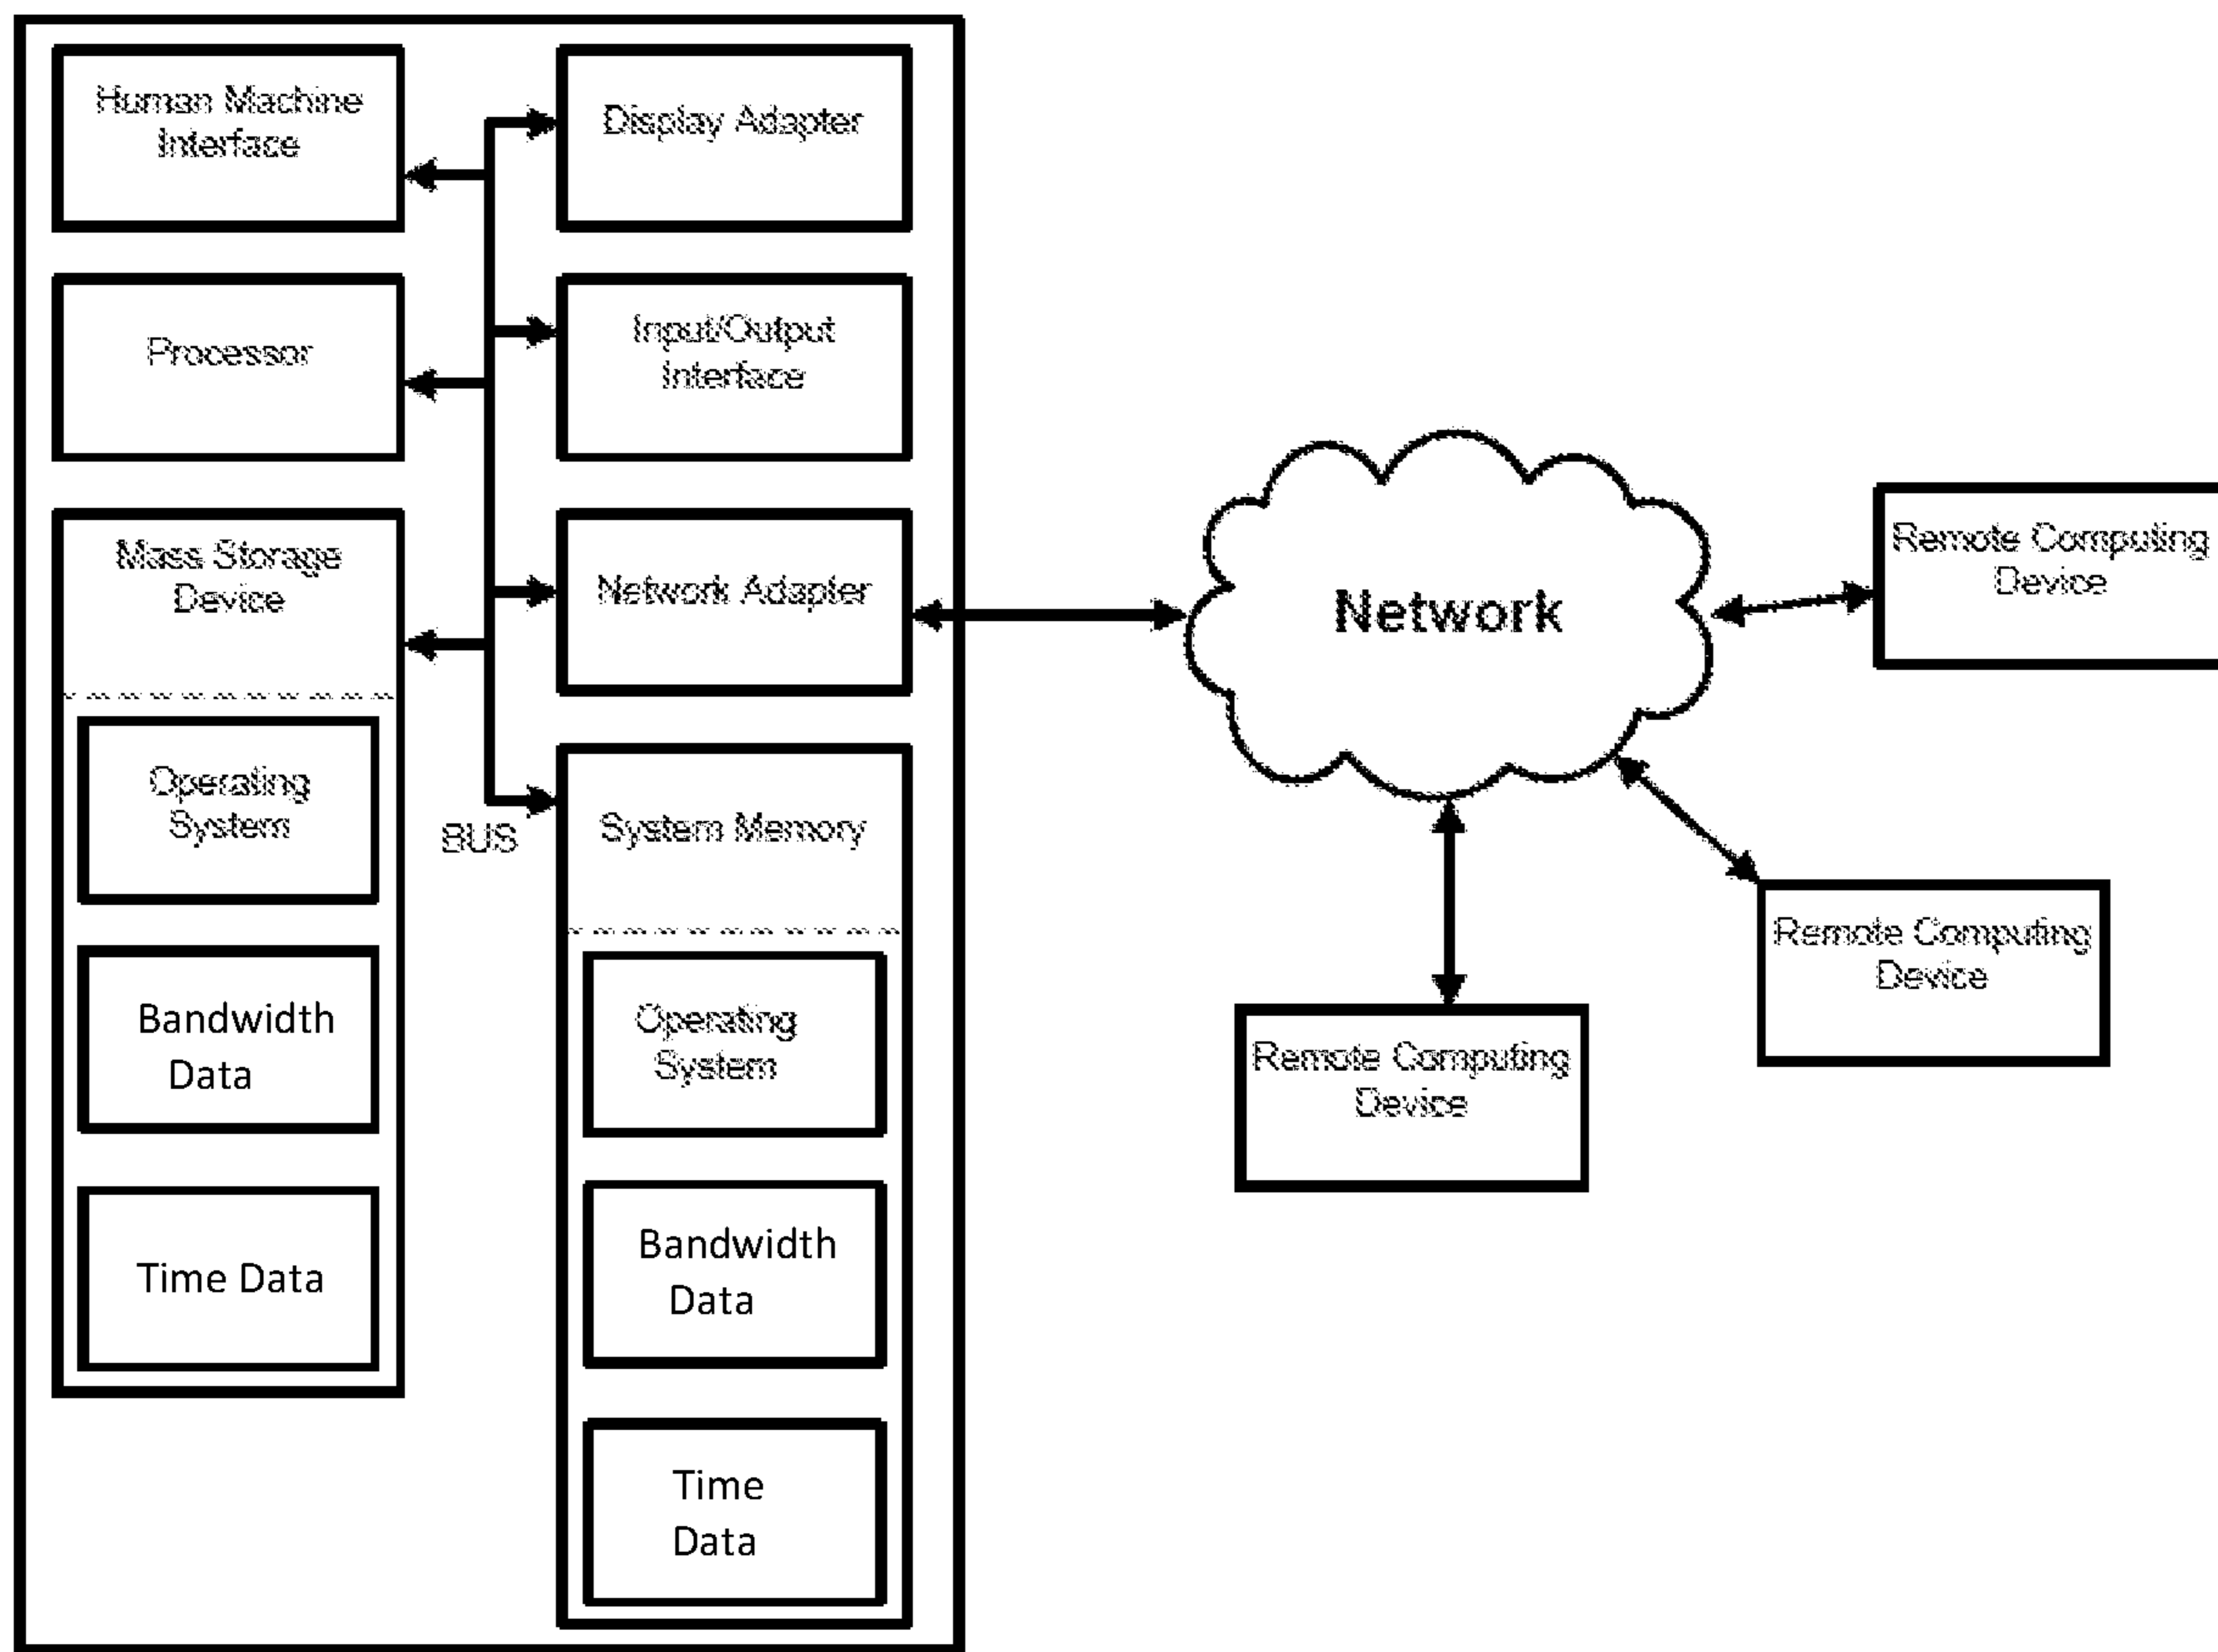 Human Machine
Interface
Display Adapter
Processor
Input/Output
Interface
Mass Storage
Device
Network Adapter
Operating
System
BUS
System Memory
Bandwidth
Data
Operating
System
Time Data
Bandwidth
Data
Time
Data
Network
Remote Computing
Device
Remote Computing
Device
Remote Computing
Device